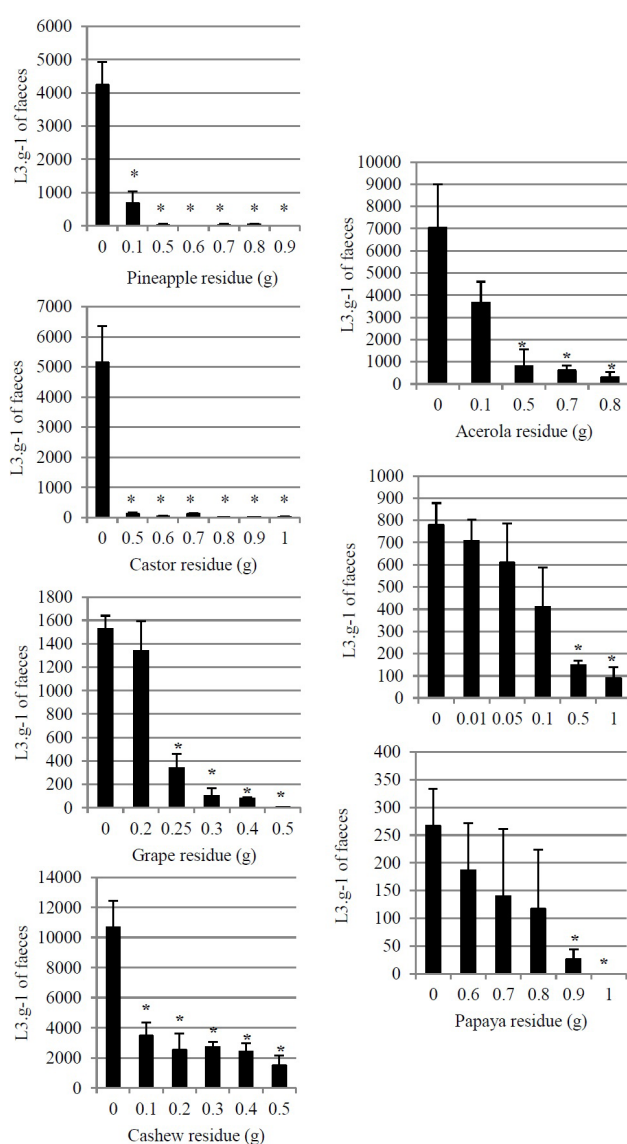 6000
5000
4000
3000
2000
1000
0
L3.g-1 of faeces
* * * * * *
0 0.1 0.5 0.6 0.7 0.8 0.9
Pineapple residue (g)
7000
6000
5000
4000
3000
2000
1000
0
L3.g-1 of faeces
* * * * * *
0 0.5 0.6 0.7 0.8 0.9 1
Castor residue (g)
1800
1600
1400
1200
1000
800
600
400
200
0
L3.g-1 of faeces
* * * *
0 0.2 0.25 0.3 0.4 0.5
Grape residue (g)
14000
12000
10000
8000
6000
4000
2000
0
L3.g-1 of faeces
* * * * *
0 0.1 0.2 0.3 0.4 0.5
Cashew residue (g)
10000
9000
8000
7000
6000
5000
4000
3000
2000
1000
0
L3.g-1 of faeces
* * *
0 0.1 0.5 0.7 0.8
Acerola residue (g)
1000
900
800
700
600
500
400
300
200
100
0
L3.g-1 of faeces
* *
0 0.01 0.05 0.1 0.5 1
400
350
300
250
200
150
100
50
0
L3.g-1 of faeces
* *
0 0.6 0.7 0.8 0.9 1
Papaya residue (g)